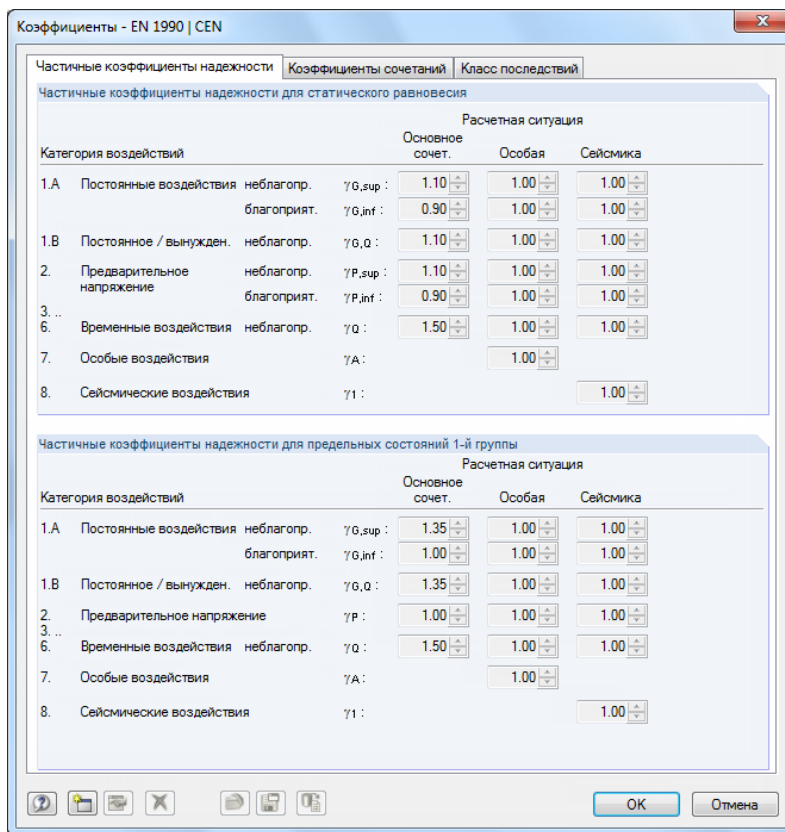 Коэффициенты - EN 1990 | CEN
Частичные коэффициенты надежности Коэффициенты сочетаний Класс последствий
Частичные коэффициенты надежности для статического равновесия
Расчетная ситуация
Основное
Категория воздействий сочет. Особая Сейсмика
1.A Постоянные воздействия неблагопр. γG,sup : 1.10 1.00 1.00
благоприят. γG,inf : 0.90 1.00 1.00
1.B Постоянное / вынужден. неблагопр. γG,Q : 1.10 1.00 1.00
2. Предварительное неблагопр. γP,sup : 1.10 1.00 1.00
напряжение
благоприят. γP,inf : 0.90 1.00 1.00
3. ..
6. Временные воздействия неблагопр. γQ : 1.50 1.00 1.00
7. Особые воздействия γA : 1.00
8. Сейсмические воздействия γ1 : 1.00
Частичные коэффициенты надежности для предельных состояний 1-й группы
Расчетная ситуация
Основное
Категория воздействий сочет. Особая Сейсмика
1.A Постоянные воздействия неблагопр. γG,sup : 1.35 1.00 1.00
благоприят. γG,inf : 1.00 1.00 1.00
1.B Постоянное / вынужден. неблагопр. γG,Q : 1.35 1.00 1.00
2. Предварительное напряжение γP : 1.00 1.00 1.00
3. ..
6. Временные воздействия неблагопр. γQ : 1.50 1.00 1.00
7. Особые воздействия γA : 1.00
8. Сейсмические воздействия γ1 : 1.00
OK Отмена